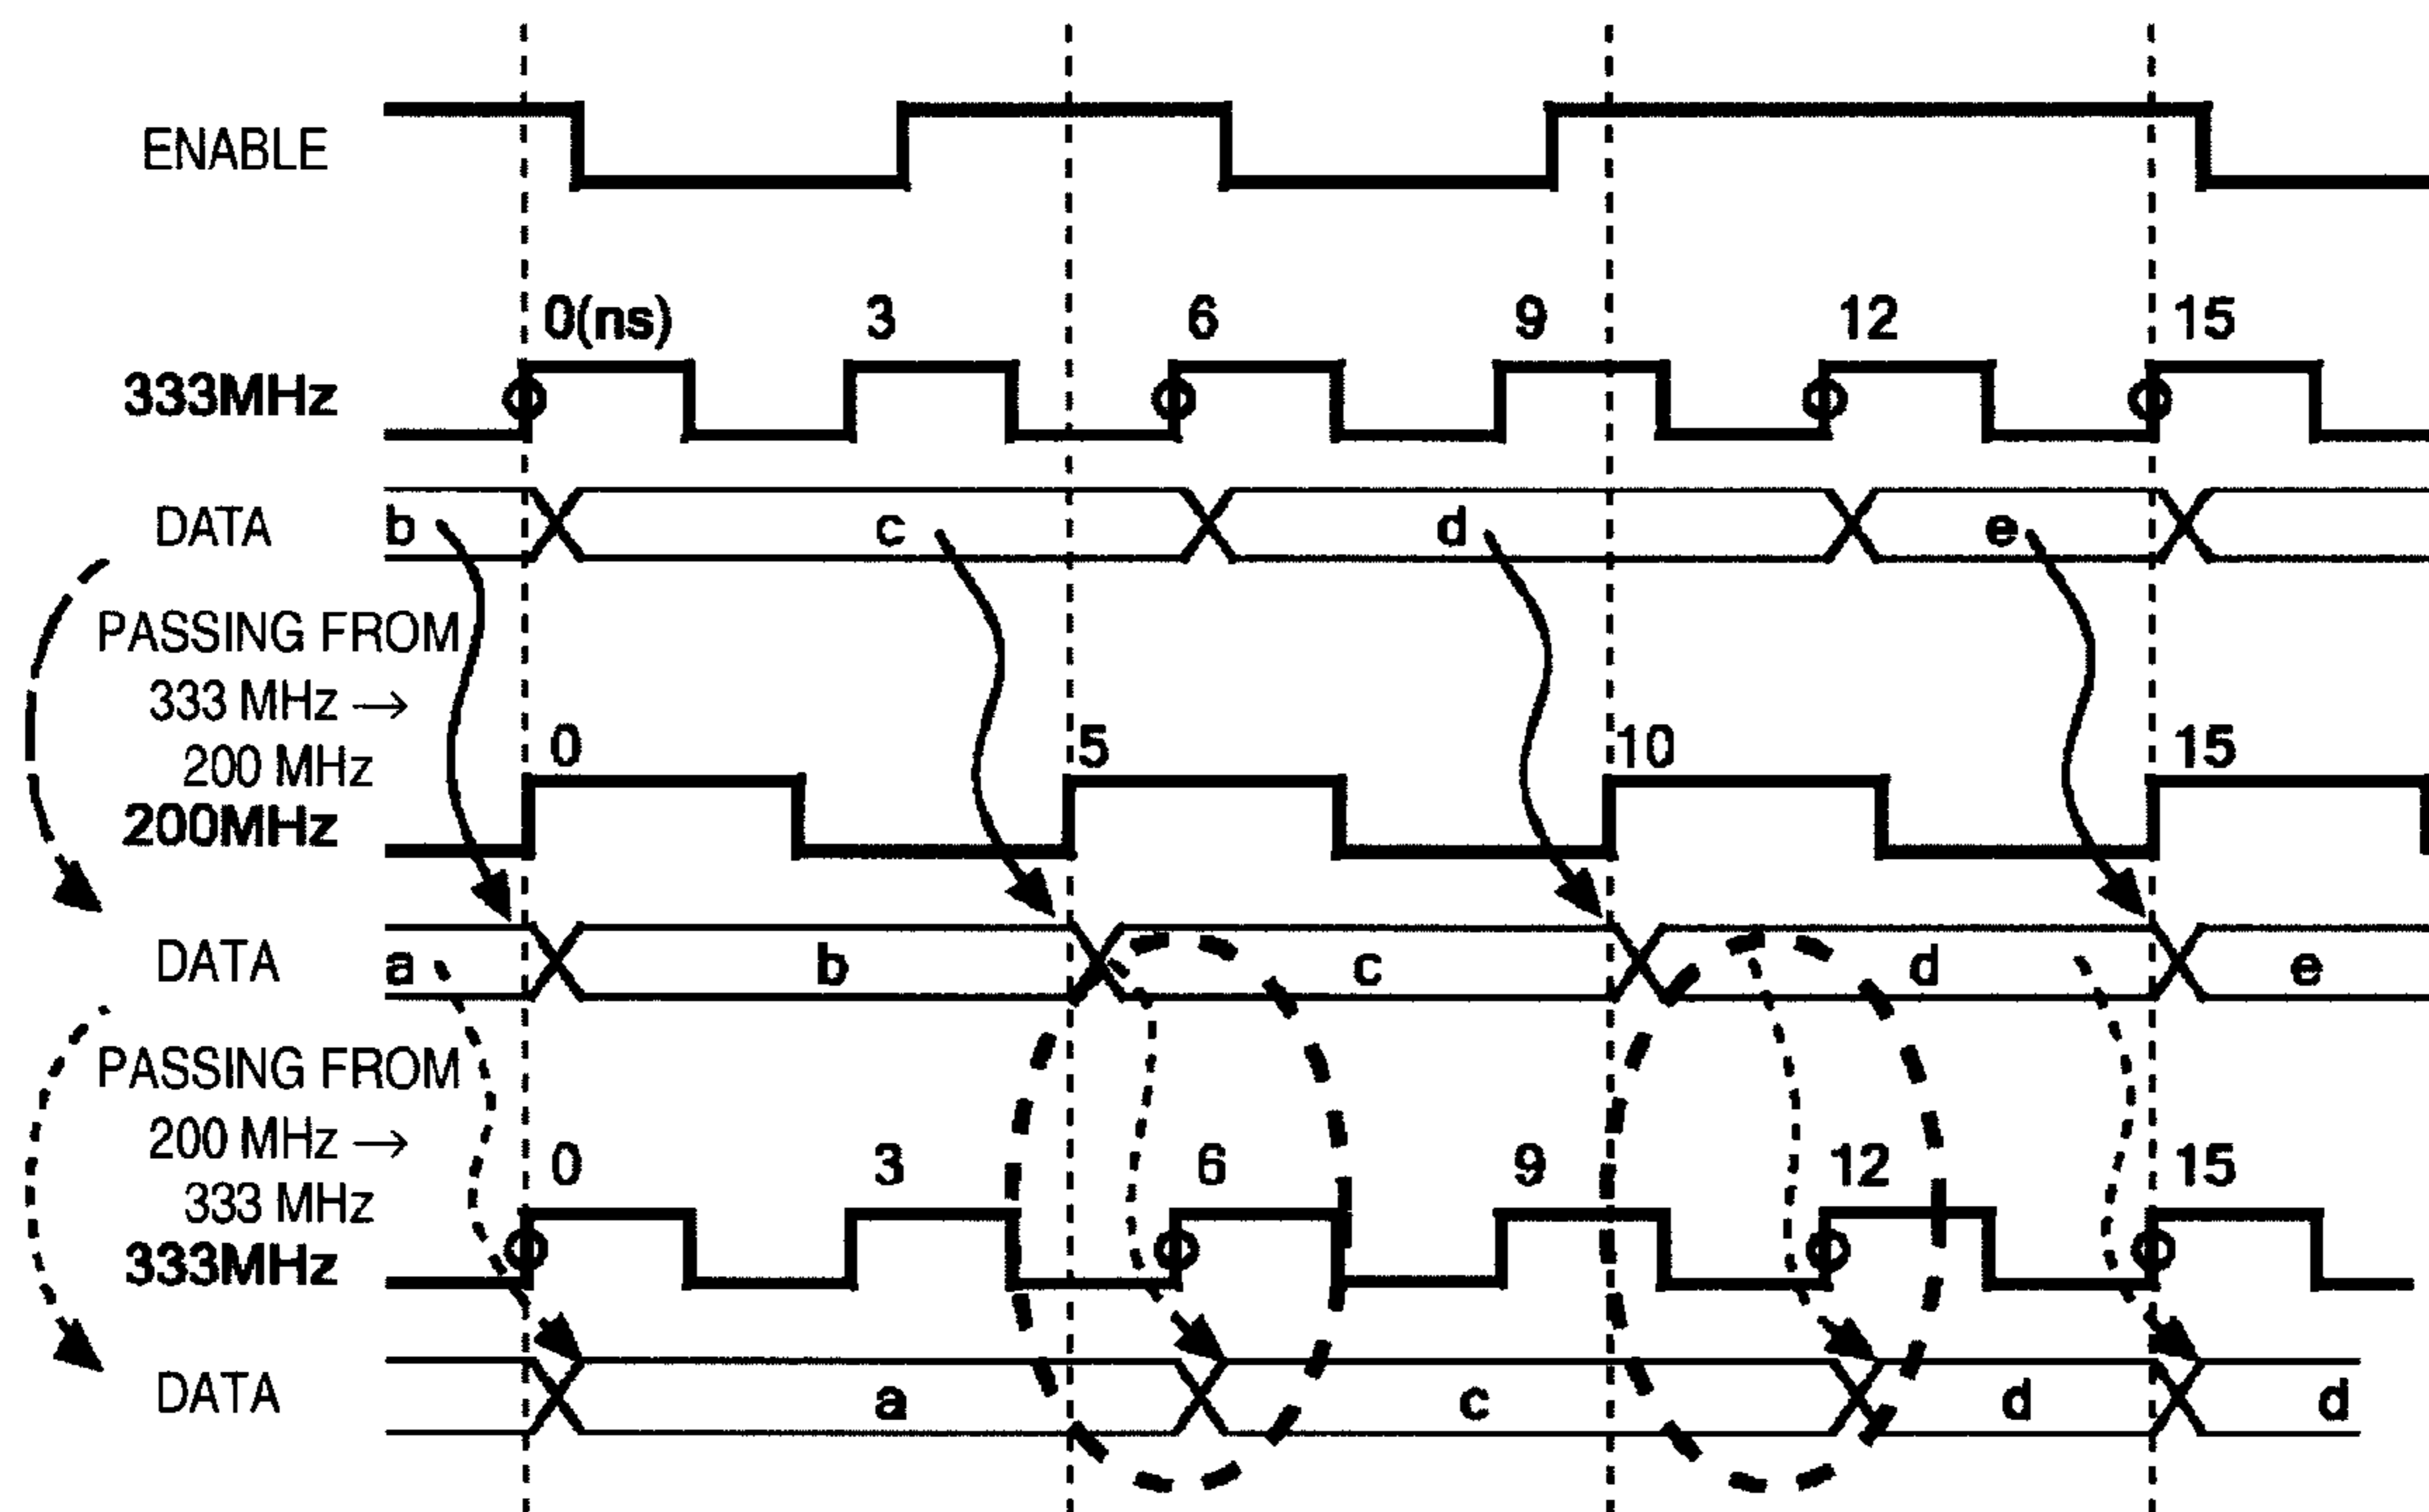 ENABLE
0(ns) 3 6 9 12 15
333MHz
DATA b c d e
PASSING FROM
333 MHz →
200 MHz
0 5 10 15
200MHz
DATA a b c d e
PASSING FROM
200 MHz →
333 MHz
0 3 6 9 12 15
333MHz
DATA a c d d